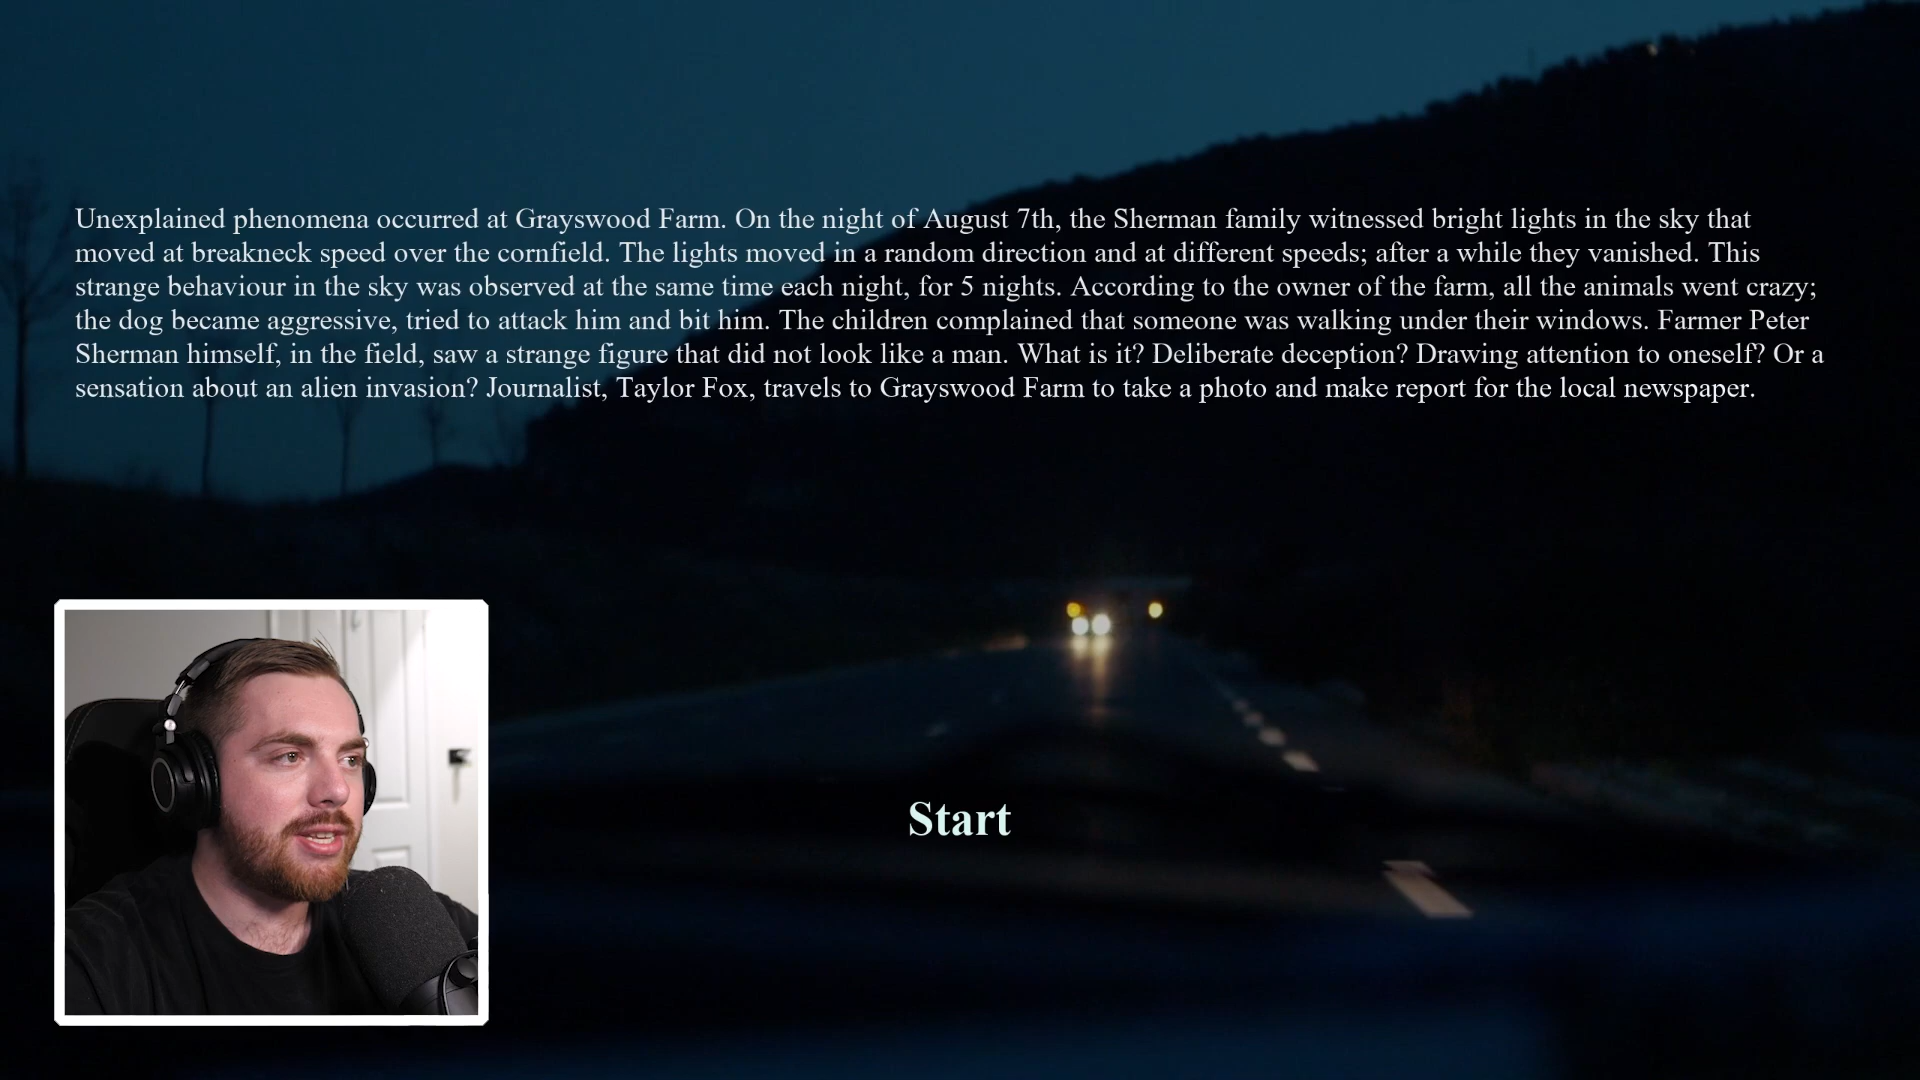 Unexplained phenomena occurred at Grayswood Farm. On the night of August 7th, the Sherman family witnessed bright lights in the sky that
moved at breakneck speed over the cornfield. The lights moved in a random direction and at different speeds; after a while they vanished. This
strange behaviour in the sky was observed at the same time each night, for 5 nights. According to the owner of the farm, all the animals went crazy;
the dog became aggressive, tried to attack him and bit him. The children complained that someone was walking under their windows. Farmer Peter
Sherman himself, in the field, saw a strange figure that did not look like a man. What is it? Deliberate deception? Drawing attention to oneself? Or a
sensation about an alien invasion? Journalist, Taylor Fox, travels to Grayswood Farm to take a photo and make report for the local newspaper.
Start